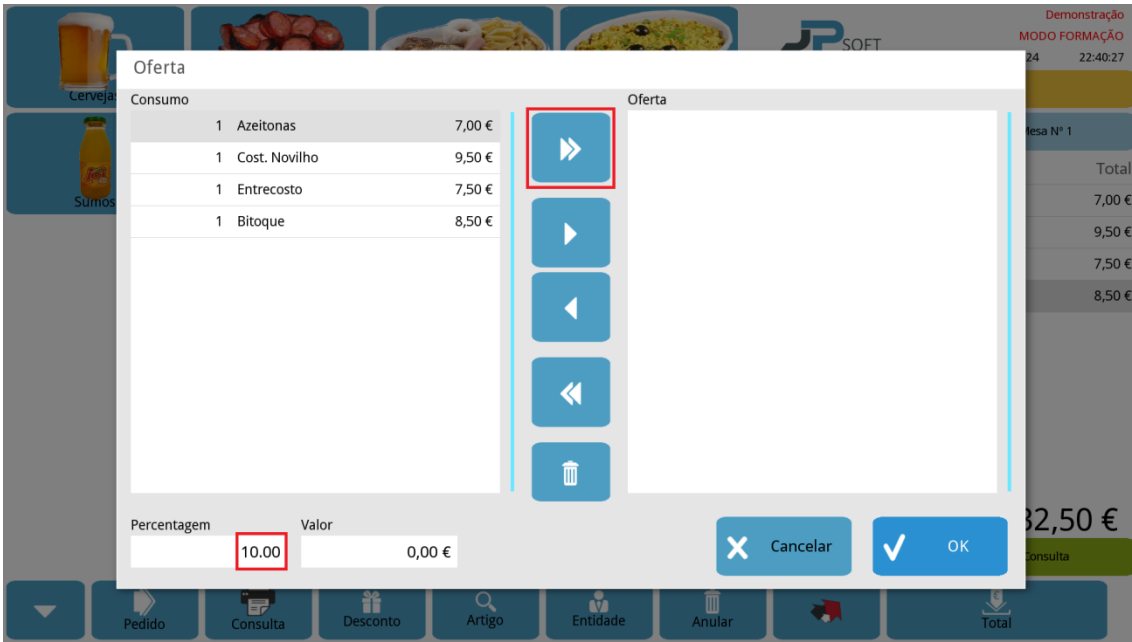 Demonstração
MODO FORMAÇÃO
24 22:40:27
JP SOFT
Cervejas
Sumos
Oferta
Consumo
Oferta
1 Azeitonas 7,00 €
1 Cost. Novilho 9,50 €
1 Entrecosto 7,50 €
1 Bitoque 8,50 €
Mesa Nº 1
Total
7,00 €
9,50 €
7,50 €
8,50 €
Percentagem
Valor
10.00
0,00 €
Cancelar
OK
32,50 €
Consulta
Pedido
Consulta
Desconto
Artigo
Entidade
Anular
Total